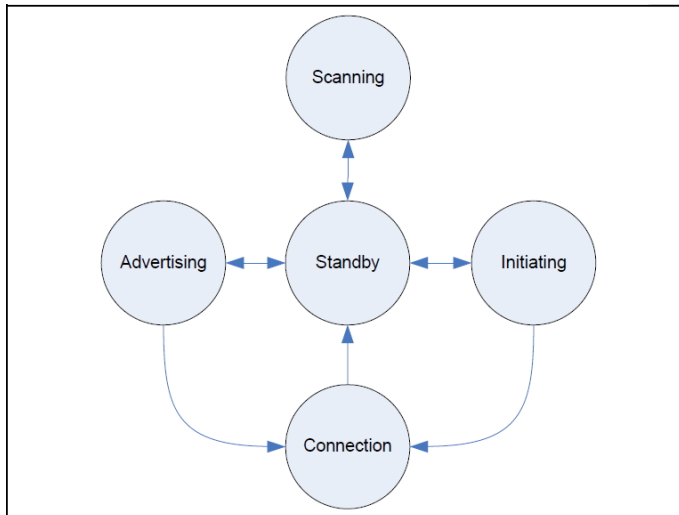 Scanning
Advertising
Standby
Initiating
Connection